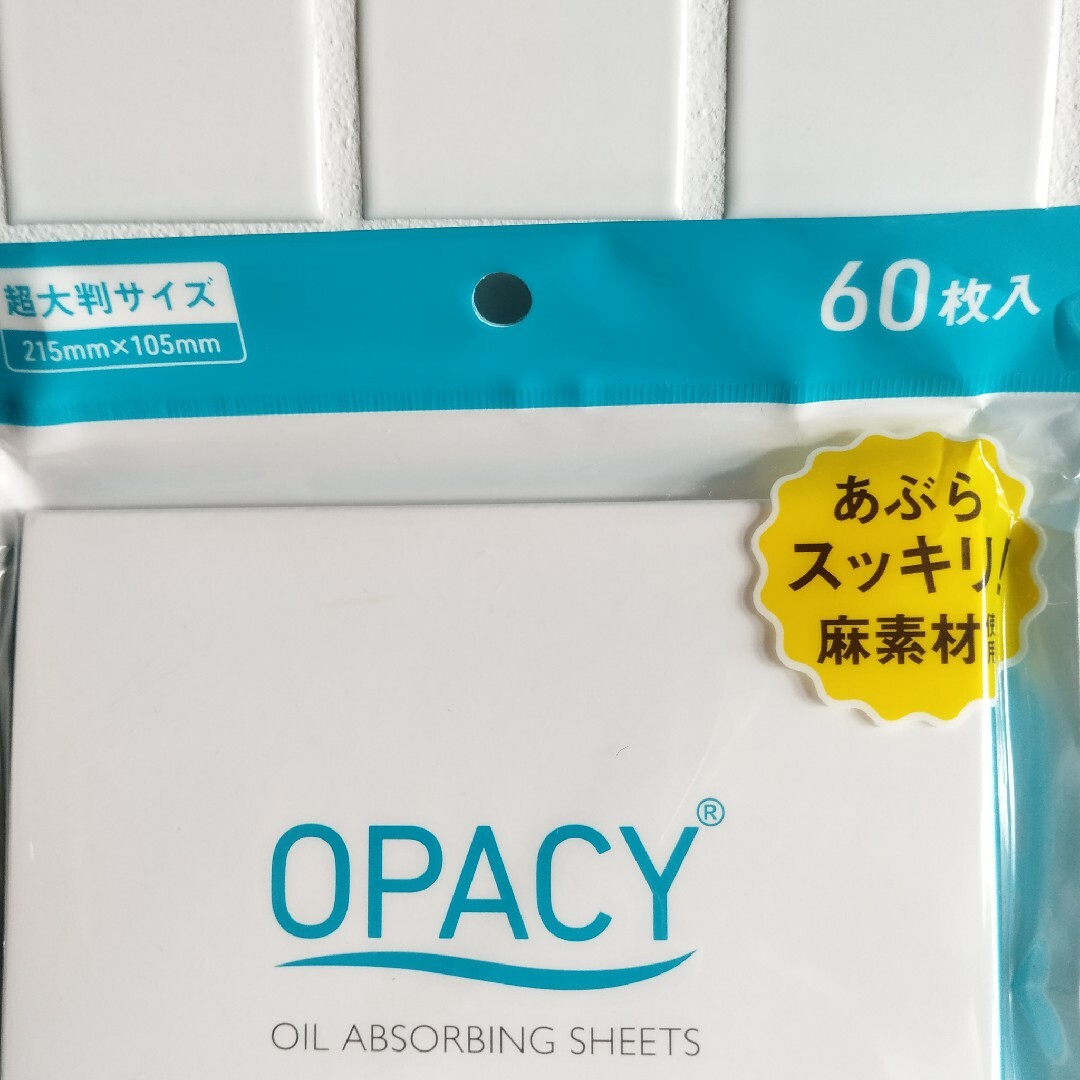 超大判サイズ
215mm×105mm
60枚入
あぶら
スッキリ!
麻素材使用
OPACY®
OIL ABSORBING SHEETS